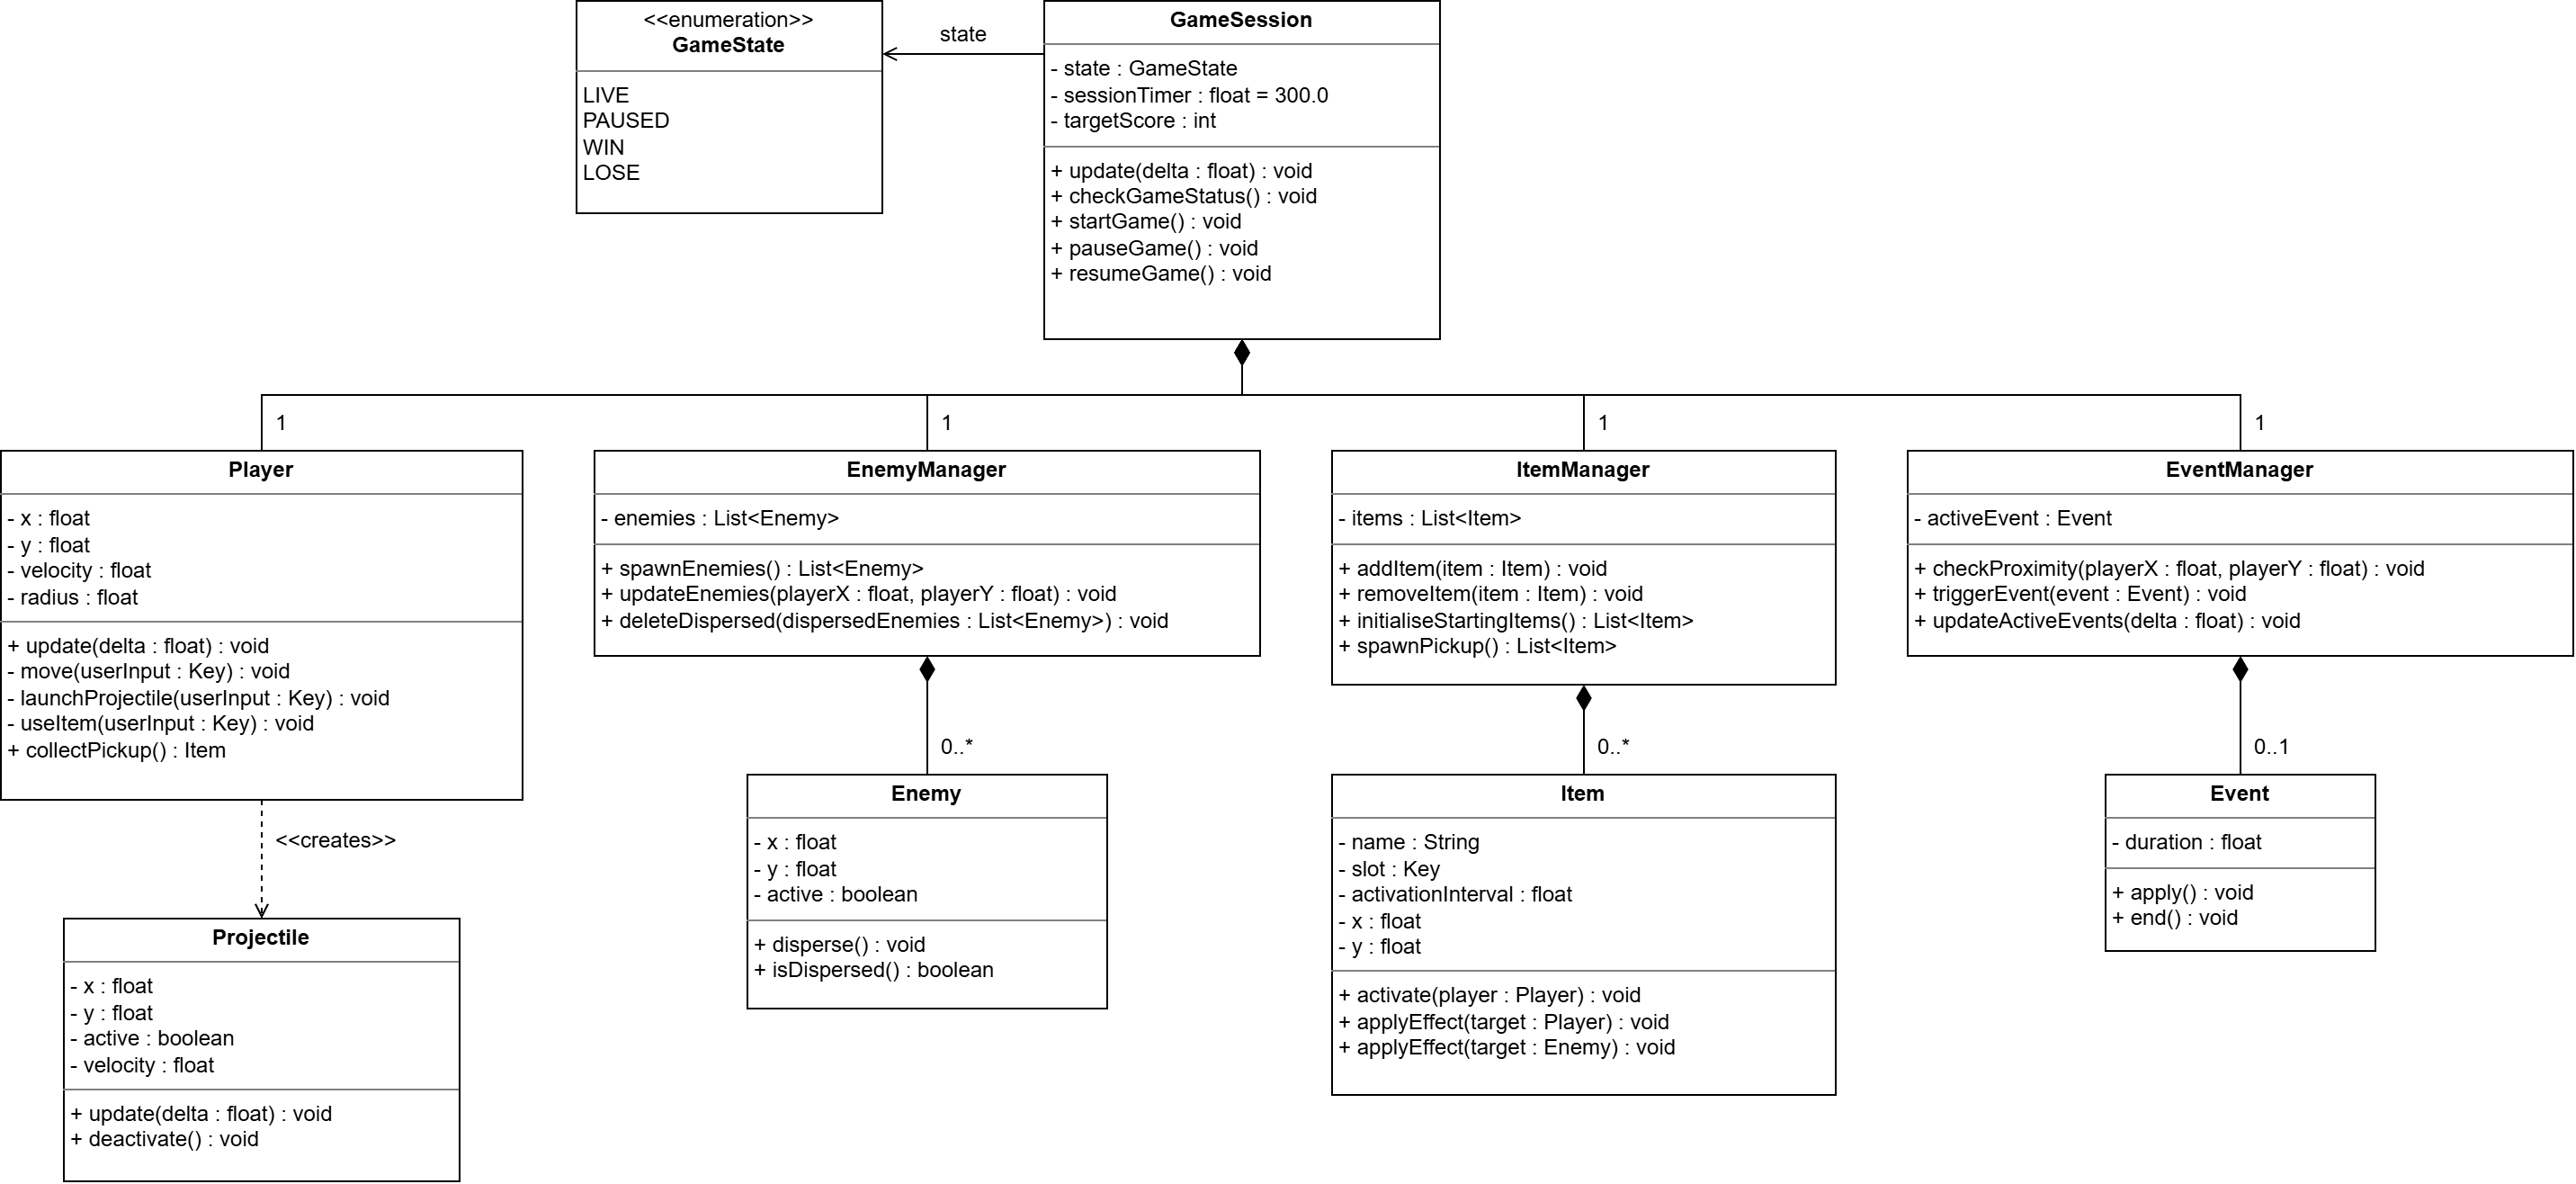 <<enumeration>>
GameState
LIVE
PAUSED
WIN
LOSE
state
GameSession
- state : GameState
- sessionTimer : float = 300.0
- targetScore : int
+ update(delta : float) : void
+ checkGameStatus() : void
+ startGame() : void
+ pauseGame() : void
+ resumeGame() : void
1
1
1
1
Player
- x : float
- y : float
- velocity : float
- radius : float
+ update(delta : float) : void
- move(userInput : Key) : void
- launchProjectile(userInput : Key) : void
- useItem(userInput : Key) : void
+ collectPickup() : Item
EnemyManager
- enemies : List<Enemy>
+ spawnEnemies() : List<Enemy>
+ updateEnemies(playerX : float, playerY : float) : void
+ deleteDispersed(dispersedEnemies : List<Enemy>) : void
ItemManager
- items : List<Item>
+ addItem(item : Item) : void
+ removeItem(item : Item) : void
+ initialiseStartingItems() : List<Item>
+ spawnPickup() : List<Item>
EventManager
- activeEvent : Event
+ checkProximity(playerX : float, playerY : float) : void
+ triggerEvent(event : Event) : void
+ updateActiveEvents(delta : float) : void
<<creates>>
0..*
0..*
0..1
Projectile
- x : float
- y : float
- active : boolean
- velocity : float
+ update(delta : float) : void
+ deactivate() : void
Enemy
- x : float
- y : float
- active : boolean
+ disperse() : void
+ isDispersed() : boolean
Item
- name : String
- slot : Key
- activationInterval : float
- x : float
- y : float
+ activate(player : Player) : void
+ applyEffect(target : Player) : void
+ applyEffect(target : Enemy) : void
Event
- duration : float
+ apply() : void
+ end() : void